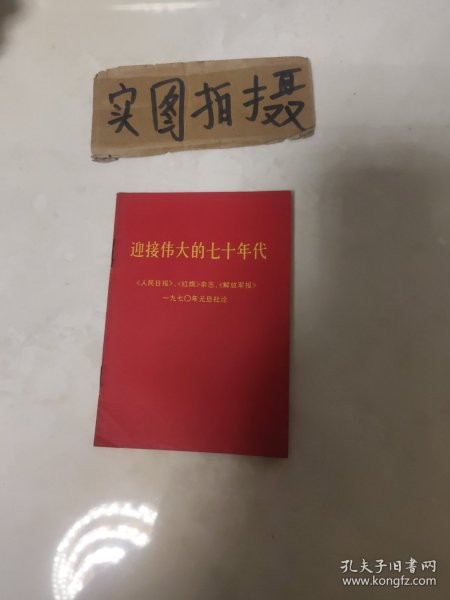 实图拍摄
迎接伟大的七十年代
《人民日报》、《红旗》杂志、《解放军报》
一九七〇年元旦社论
孔夫子旧书网
www.kongfz.com